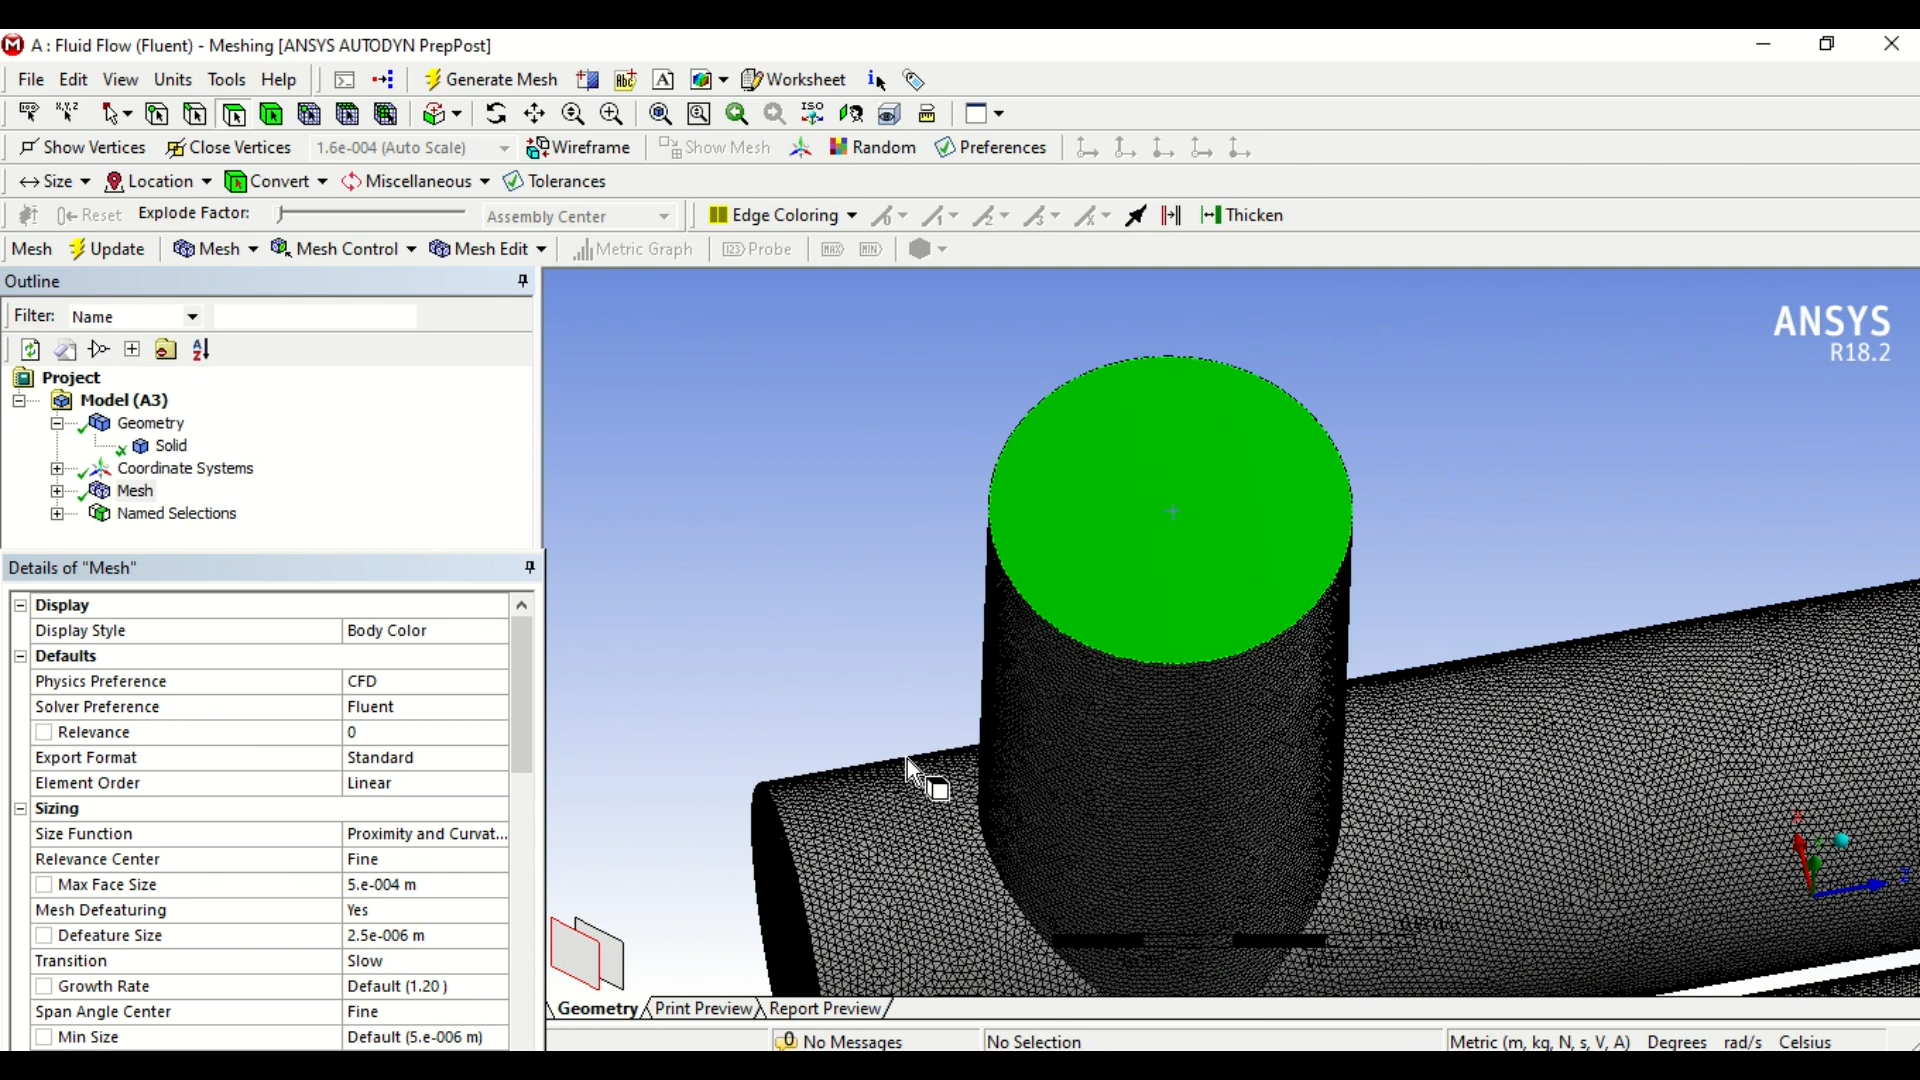 A : Fluid Flow (Fluent) - Meshing [ANSYS AUTODYN PrepPost]
File Edit View Units Tools Help Generate Mesh Abc A Worksheet i
X,Y,Z ISO
Show Vertices Close Vertices 1.6e-004 (Auto Scale) Wireframe Show Mesh Random Preferences
Size Location Convert Miscellaneous Tolerances
Reset Explode Factor: Assembly Center Edge Coloring Thicken
Mesh Update Mesh Mesh Control Mesh Edit Metric Graph Probe MAX MIN
Outline
Filter: Name
Project
Model (A3)
Geometry
Solid
Coordinate Systems
Mesh
Named Selections
Details of "Mesh"
Display
Display Style Body Color
Defaults
Physics Preference CFD
Solver Preference Fluent
Relevance 0
Export Format Standard
Element Order Linear
Sizing
Size Function Proximity and Curvat...
Relevance Center Fine
Max Face Size 5.e-004 m
Mesh Defeaturing Yes
Defeature Size 2.5e-006 m
Transition Slow
Growth Rate Default (1.20 )
Span Angle Center Fine
Min Size Default (5.e-006 m)
ANSYS
R18.2
Geometry Print Preview Report Preview
0 No Messages No Selection Metric (m, kg, N, s, V, A) Degrees rad/s Celsius